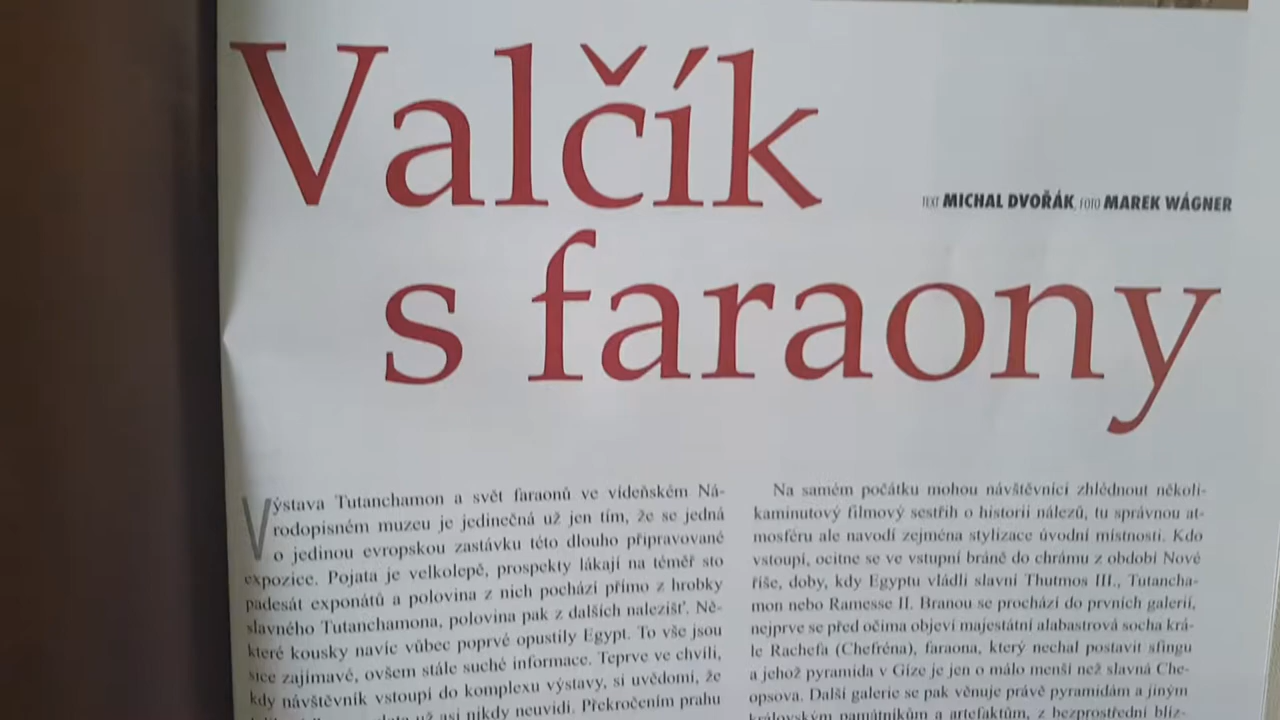 Valčík
s faraony
TEXT MICHAL DVOŘÁK, FOTO MAREK WÁGNER
Výstava Tutanchamon a svět faraonů ve vídeňském Ná-
rodopisném muzeu je jedinečná už jen tím, že se jedná
o jedinou evropskou zastávku této dlouho připravované
expozice. Pojata je velkolepě, prospekty lákají na téměř sto
padesát exponátů a polovina z nich pochází přímo z hrobky
slavného Tutanchamona, polovina pak z dalších nalezišť. Ně-
které kousky navíc vůbec poprvé opustily Egypt. To vše jsou
sice zajímavé, ovšem stále suché informace. Teprve ve chvíli,
kdy návštěvník vstoupí do komplexu výstavy, si uvědomí, že
už asi nikdy neuvidí. Překročením prahu
Na samém počátku mohou návštěvníci zhlédnout několi-
kaminutový filmový sestřih o historii nálezů, tu správnou at-
mosféru ale navodí zejména stylizace úvodní místnosti. Kdo
vstoupí, ocitne se ve vstupní bráně do chrámu z období Nové
říše, doby, kdy Egyptu vládli slavní Thutmos III., Tutancha-
mon nebo Ramesse II. Branou se prochází do prvních galerií,
nejprve se před očima objeví majestátní alabastrová socha krá-
le Rachefa (Chefréna), faraona, který nechal postavit sfingu
a jehož pyramida v Gíze je jen o málo menší než slavná Che-
opsova. Další galerie se pak věnuje právě pyramidám a jiným
královským památníkům a artefaktům, z bezprostřední blíz-